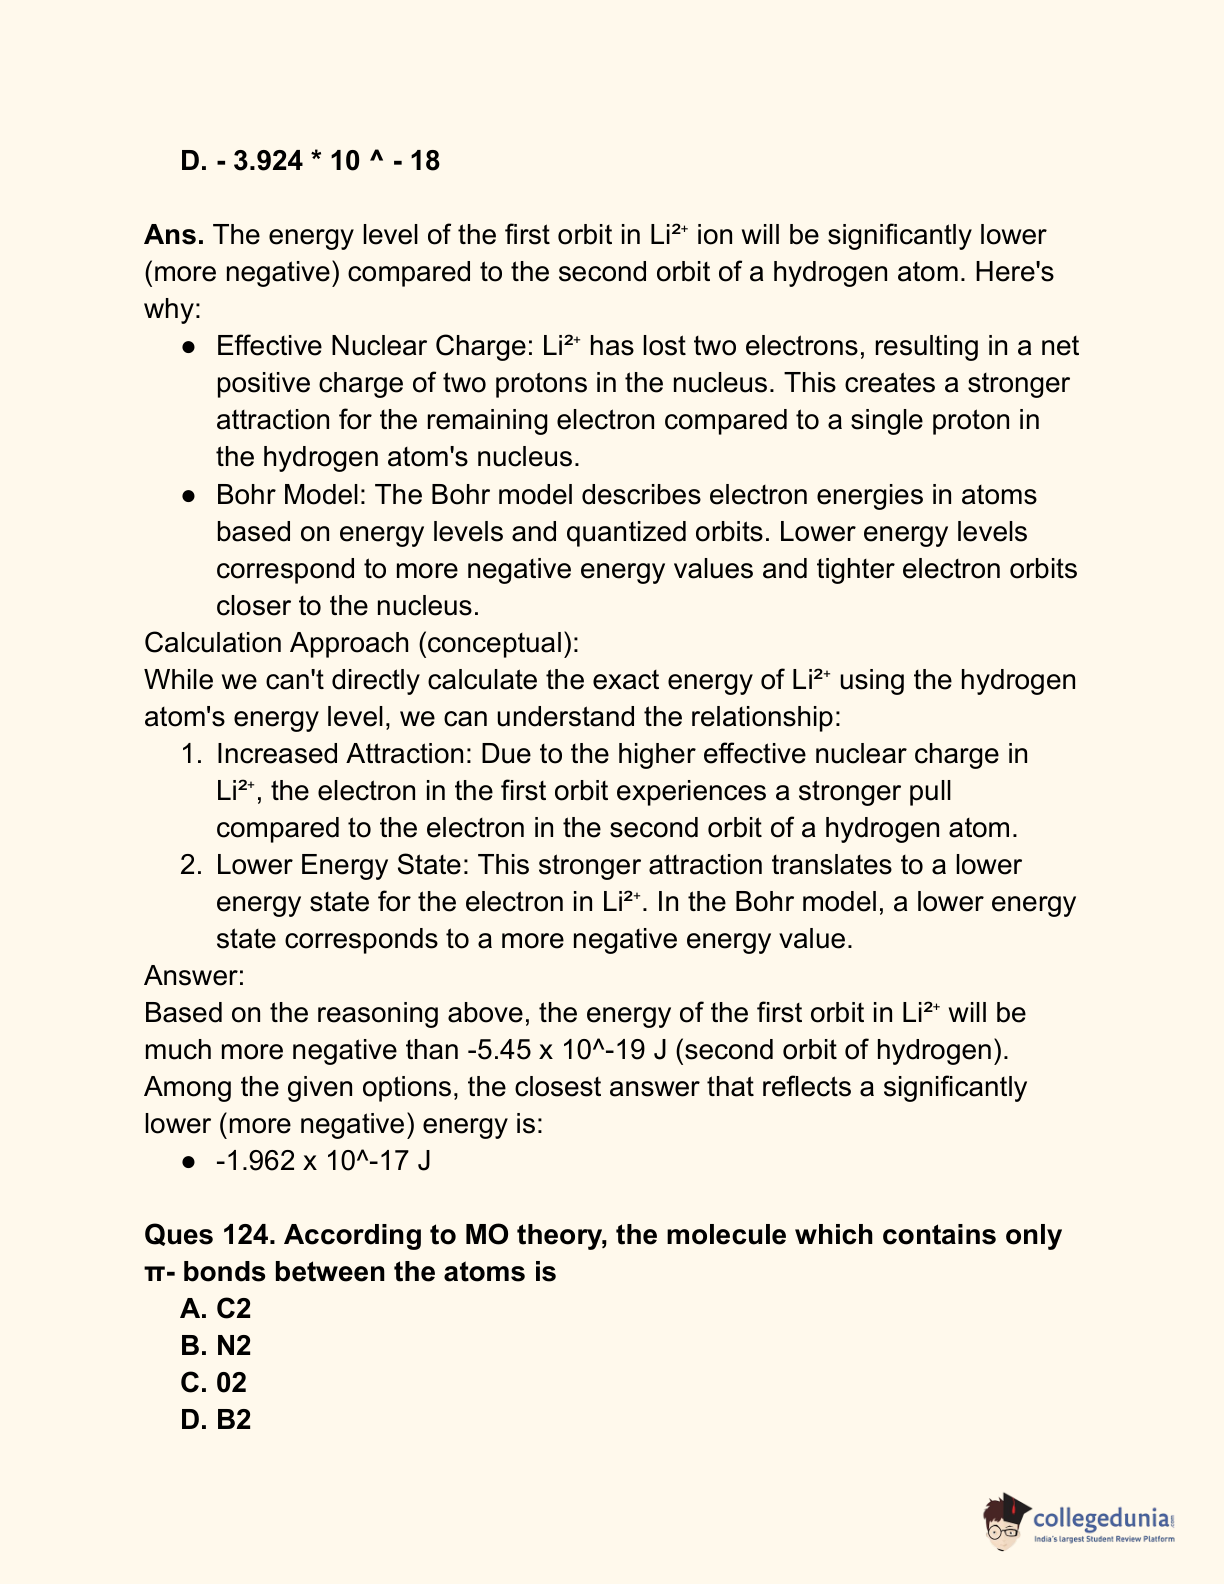 D. - 3.924 * 10 ^ - 18
Ans. The energy level of the first orbit in Li²⁺ ion will be significantly lower
(more negative) compared to the second orbit of a hydrogen atom. Here's
why:
● Effective Nuclear Charge: Li²⁺ has lost two electrons, resulting in a net
positive charge of two protons in the nucleus. This creates a stronger
attraction for the remaining electron compared to a single proton in
the hydrogen atom's nucleus.
● Bohr Model: The Bohr model describes electron energies in atoms
based on energy levels and quantized orbits. Lower energy levels
correspond to more negative energy values and tighter electron orbits
closer to the nucleus.
Calculation Approach (conceptual):
While we can't directly calculate the exact energy of Li²⁺ using the hydrogen
atom's energy level, we can understand the relationship:
1. Increased Attraction: Due to the higher effective nuclear charge in
Li²⁺, the electron in the first orbit experiences a stronger pull
compared to the electron in the second orbit of a hydrogen atom.
2. Lower Energy State: This stronger attraction translates to a lower
energy state for the electron in Li²⁺. In the Bohr model, a lower energy
state corresponds to a more negative energy value.
Answer:
Based on the reasoning above, the energy of the first orbit in Li²⁺ will be
much more negative than -5.45 x 10^-19 J (second orbit of hydrogen).
Among the given options, the closest answer that reflects a significantly
lower (more negative) energy is:
● -1.962 x 10^-17 J
Ques 124. According to MO theory, the molecule which contains only
π- bonds between the atoms is
A. C2
B. N2
C. 02
D. B2
collegedunia.com
India's largest Student Review Platform